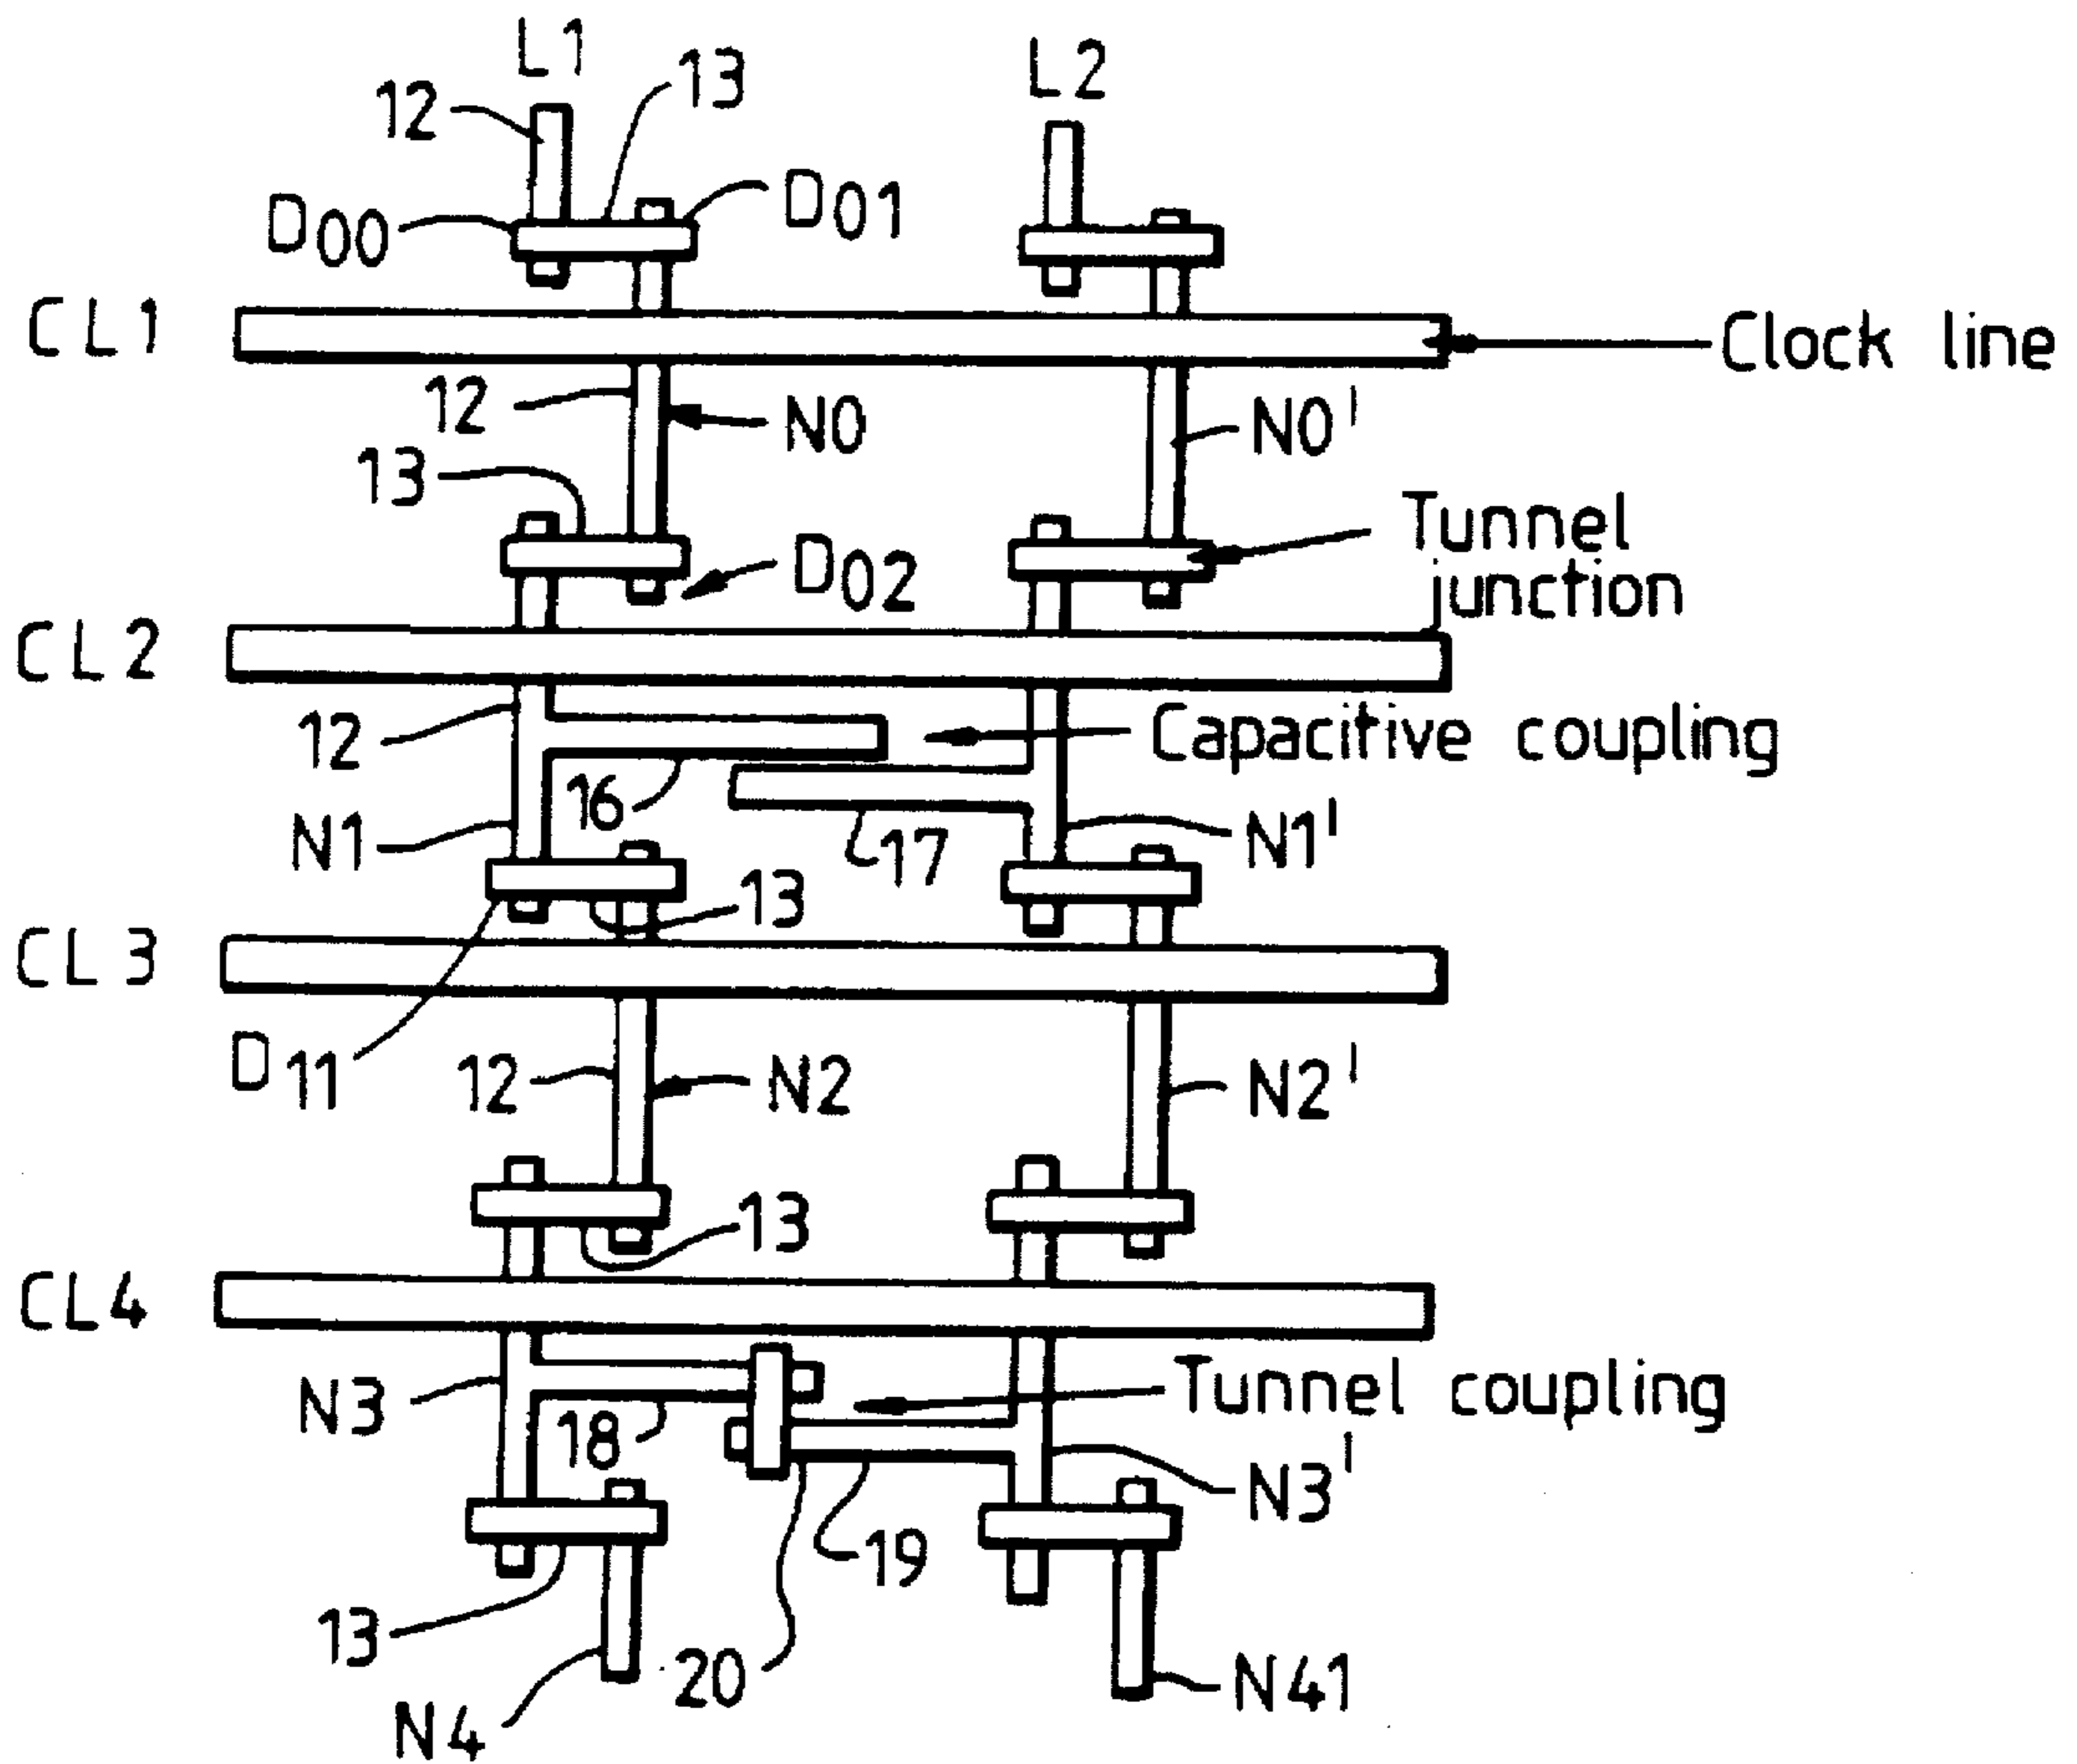 L1
L2
12
13
D00
D01
CL1
Clock line
12
N0
N0'
13
D02
Tunnel
junction
CL2
12
Capacitive coupling
16
N1
17
N1'
13
CL3
D11
12
N2
N2'
13
CL4
N3
Tunnel coupling
18
N3'
19
13
20
N41
N4